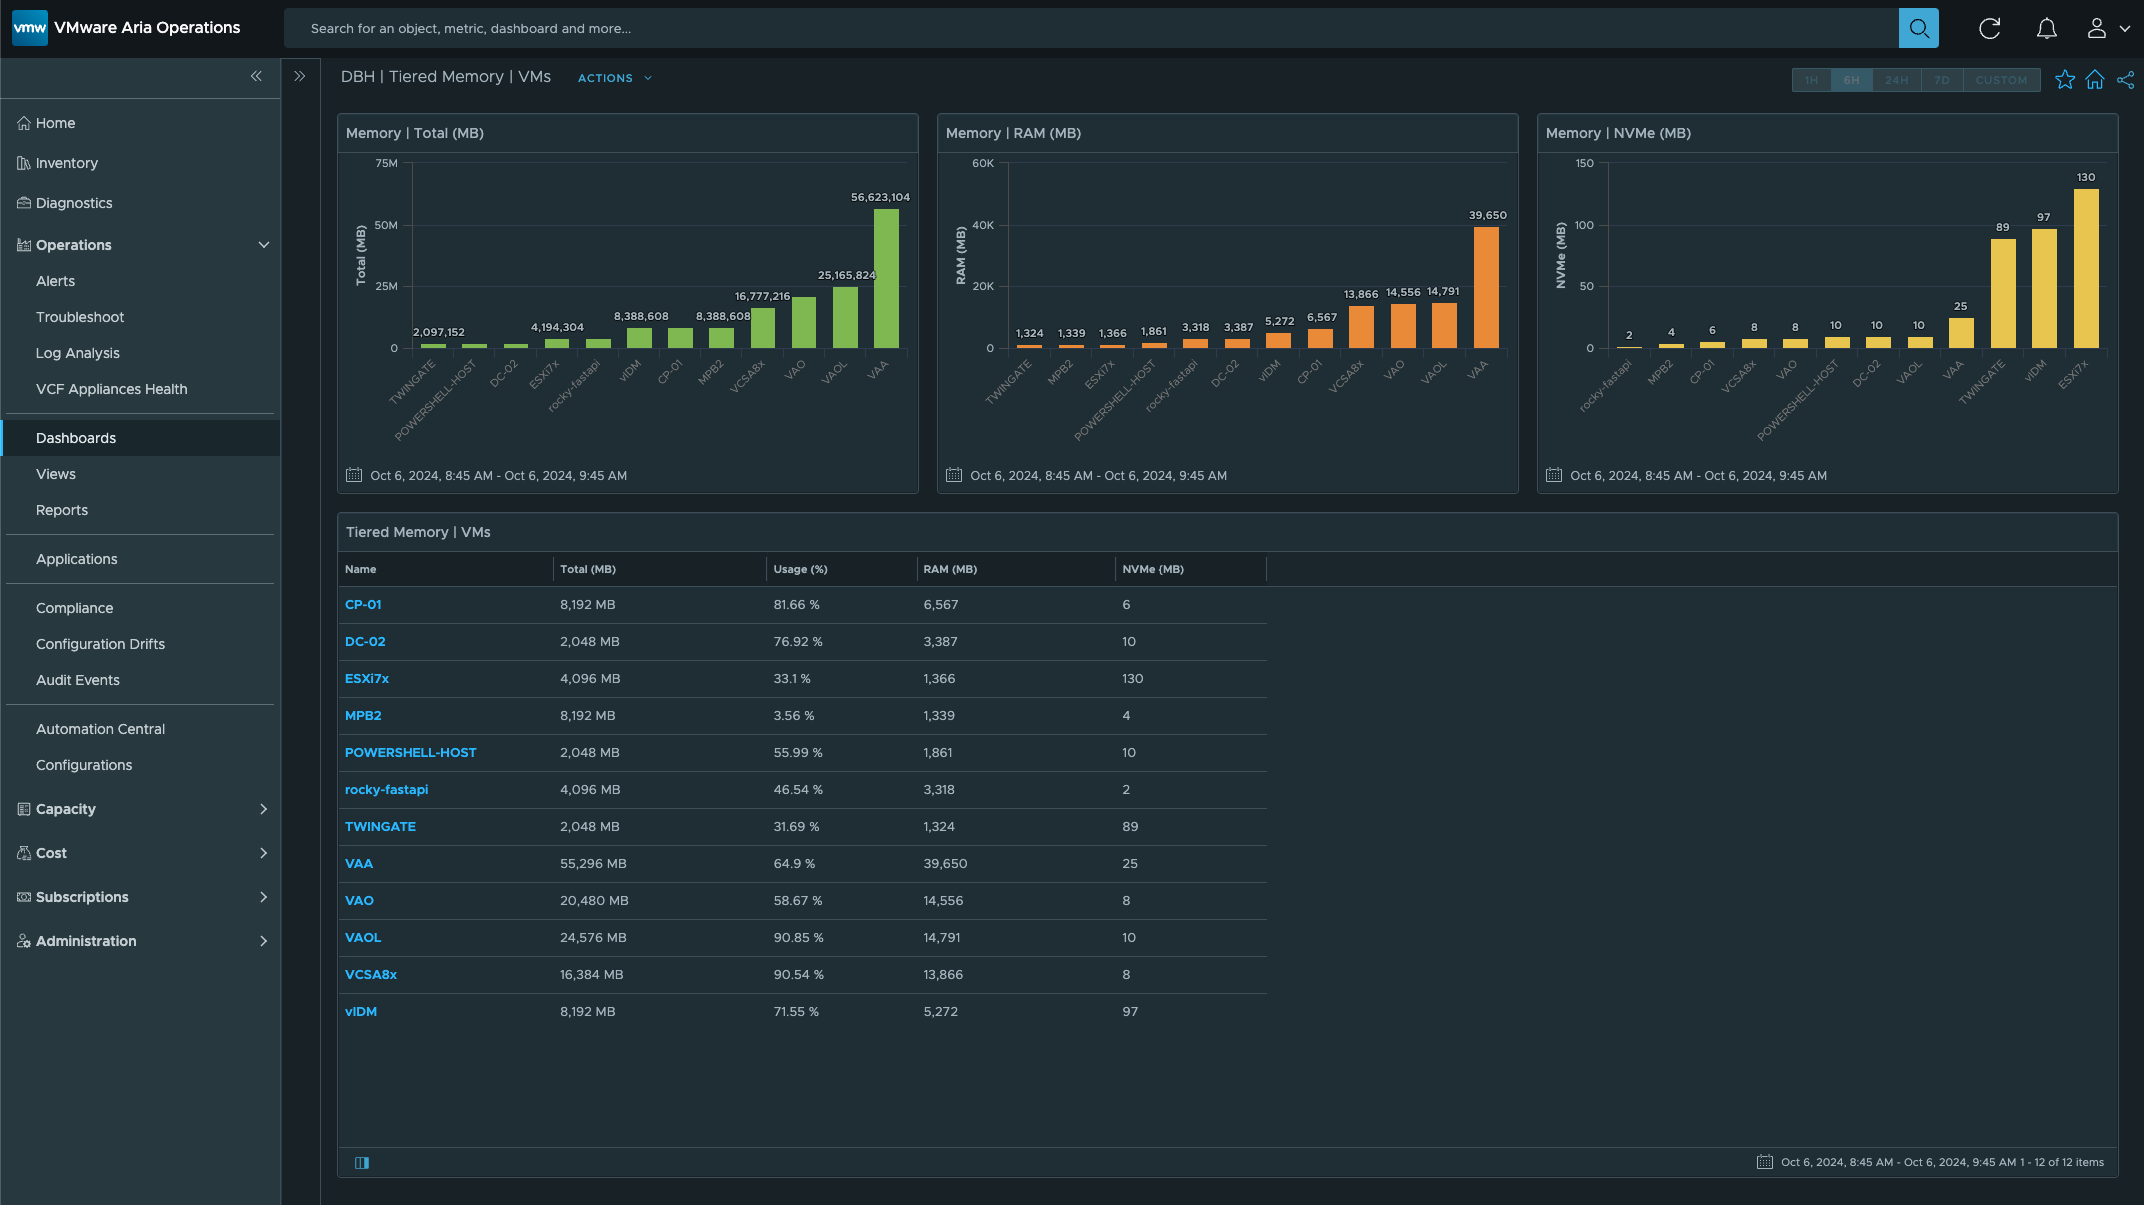 vmw VMware Aria Operations
Search for an object, metric, dashboard and more...
DBH | Tiered Memory | VMs
ACTIONS
1H 6H 24H 7D CUSTOM
Home
Inventory
Diagnostics
Operations
Alerts
Troubleshoot
Log Analysis
VCF Appliances Health
Dashboards
Views
Reports
Applications
Compliance
Configuration Drifts
Audit Events
Automation Central
Configurations
Capacity
Cost
Subscriptions
Administration
Memory | Total (MB)
Total (MB)
75M
50M
25M
0
2,097,152
4,194,304
8,388,608
8,388,608
16,777,216
25,165,824
56,623,104
TWINGATE
POWERSHELL-HOST
DC-02
ESXi7x
rocky-fastapi
vIDM
CP-01
MPB2
VCSA8x
VAO
VAOL
VAA
Oct 6, 2024, 8:45 AM - Oct 6, 2024, 9:45 AM
Memory | RAM (MB)
RAM (MB)
60K
40K
20K
0
1,324
1,339
1,366
1,861
3,318
3,387
5,272
6,567
13,866
14,556
14,791
39,650
TWINGATE
MPB2
ESXi7x
POWERSHELL-HOST
rocky-fastapi
DC-02
vIDM
CP-01
VCSA8x
VAO
VAOL
VAA
Oct 6, 2024, 8:45 AM - Oct 6, 2024, 9:45 AM
Memory | NVMe (MB)
NVMe (MB)
150
100
50
0
2
4
6
8
8
10
10
10
25
89
97
130
rocky-fastapi
MPB2
CP-01
VCSA8x
VAO
POWERSHELL-HOST
DC-02
VAOL
VAA
TWINGATE
vIDM
ESXi7x
Oct 6, 2024, 8:45 AM - Oct 6, 2024, 9:45 AM
Tiered Memory | VMs
Name Total (MB) Usage (%) RAM (MB) NVMe {MB)
CP-01 8,192 MB 81.66 % 6,567 6
DC-02 2,048 MB 76.92 % 3,387 10
ESXi7x 4,096 MB 33.1 % 1,366 130
MPB2 8,192 MB 3.56 % 1,339 4
POWERSHELL-HOST 2,048 MB 55.99 % 1,861 10
rocky-fastapi 4,096 MB 46.54 % 3,318 2
TWINGATE 2,048 MB 31.69 % 1,324 89
VAA 55,296 MB 64.9 % 39,650 25
VAO 20,480 MB 58.67 % 14,556 8
VAOL 24,576 MB 90.85 % 14,791 10
VCSA8x 16,384 MB 90.54 % 13,866 8
vIDM 8,192 MB 71.55 % 5,272 97
Oct 6, 2024, 8:45 AM - Oct 6, 2024, 9:45 AM 1 - 12 of 12 items